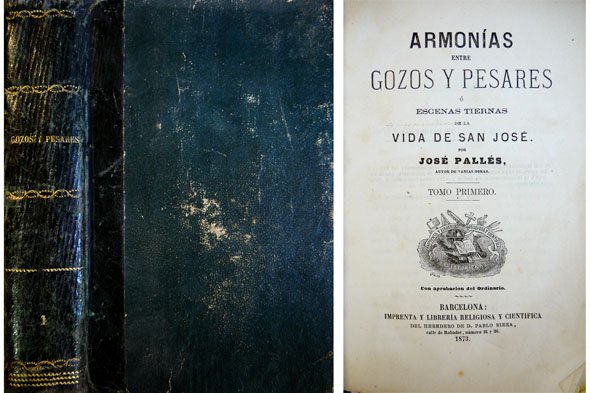 GOZOS Y PESARES
1
ARMONÍAS
ENTRE
GOZOS Y PESARES
Ó
ESCENAS TIERNAS
DE LA
VIDA DE SAN JOSÉ.
POR
JOSÉ PALLÉS,
AUTOR DE VARIAS OBRAS.
TOMO PRIMERO.
Con aprobacion del Ordinario.
BARCELONA:
IMPRENTA Y LIBRERÍA RELIGIOSA Y CIENTIFICA
DEL HEREDERO DE D. PABLO RIERA,
calle de Robador, número 24 y 26.
1873.